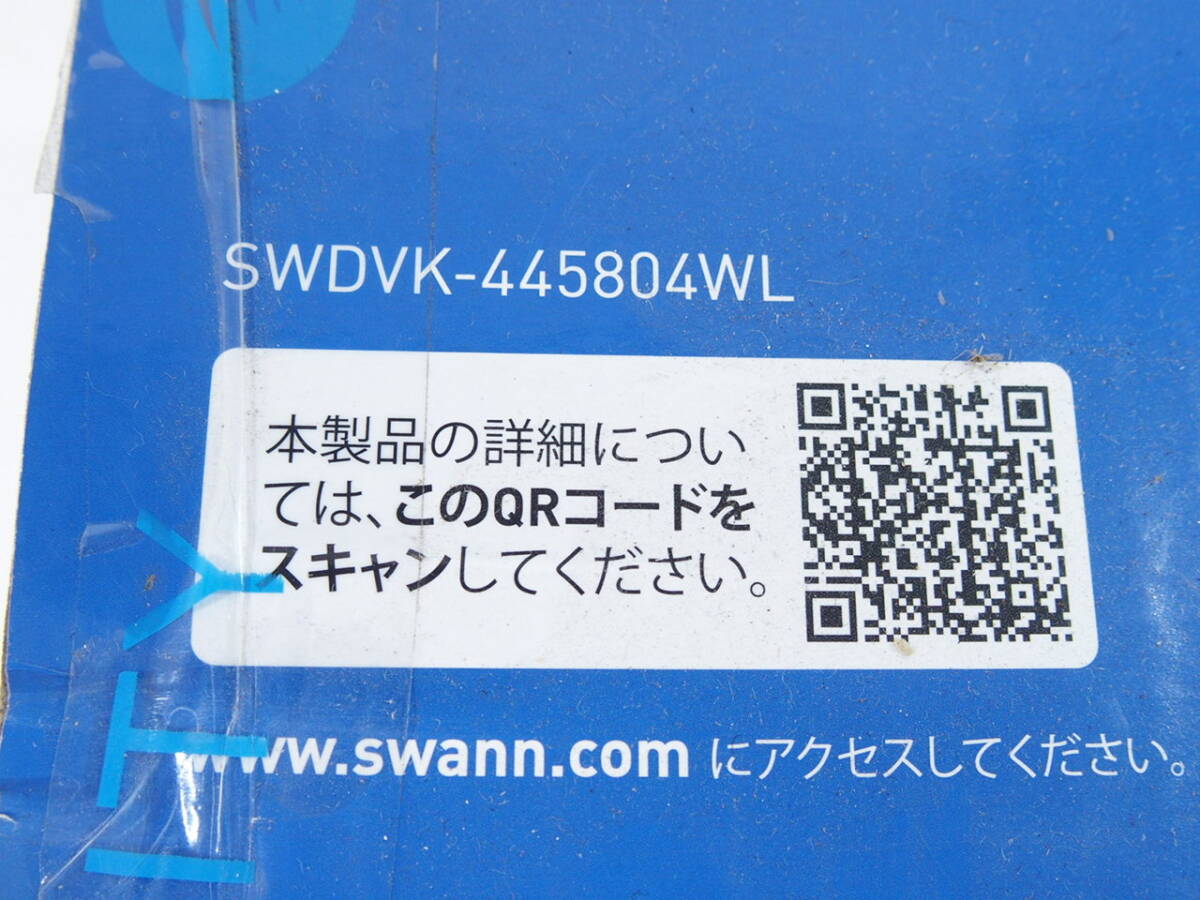 SWDVK-445804WL
本製品の詳細につい
ては、このQRコードを
スキャンしてください。
www.swann.com にアクセスしてください。
ITY